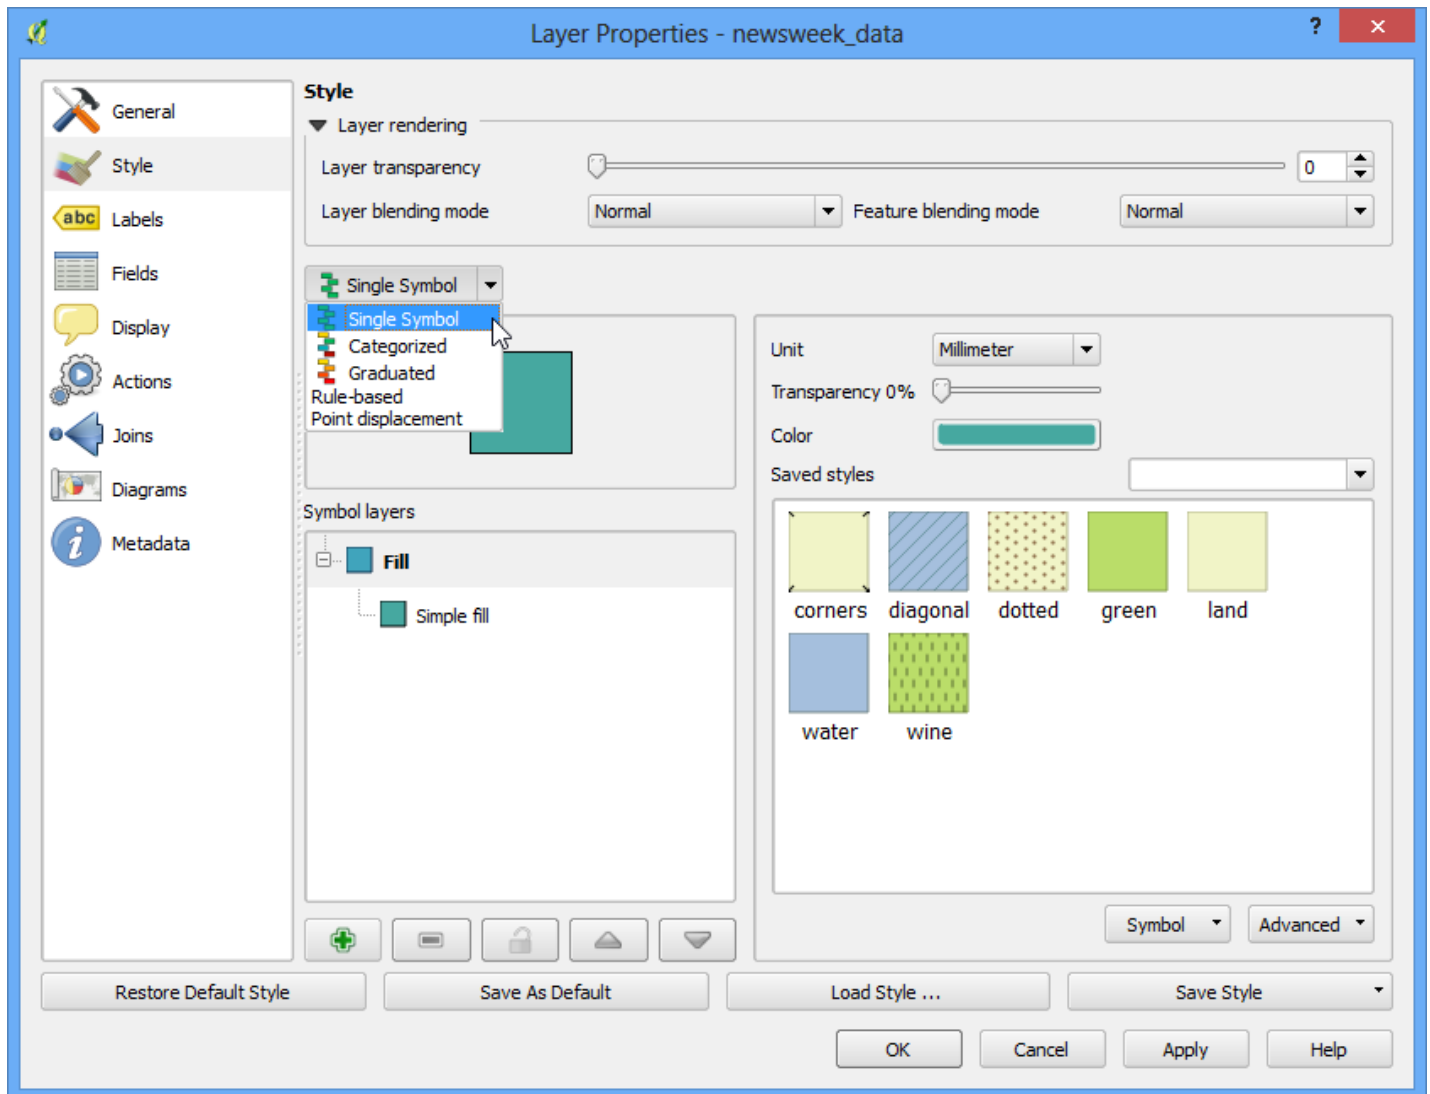 Layer Properties - newsweek_data
?
General
Style
abc Labels
Fields
Display
Actions
Joins
Diagrams
i Metadata
Style
Layer rendering
Layer transparency 0
Layer blending mode Normal Feature blending mode Normal
Single Symbol
Single Symbol
Categorized
Graduated
Rule-based
Point displacement
Symbol layers
Fill
Simple fill
Unit Millimeter
Transparency 0%
Color
Saved styles
corners diagonal dotted green land
water wine
Symbol Advanced
Restore Default Style Save As Default Load Style ... Save Style
OK Cancel Apply Help